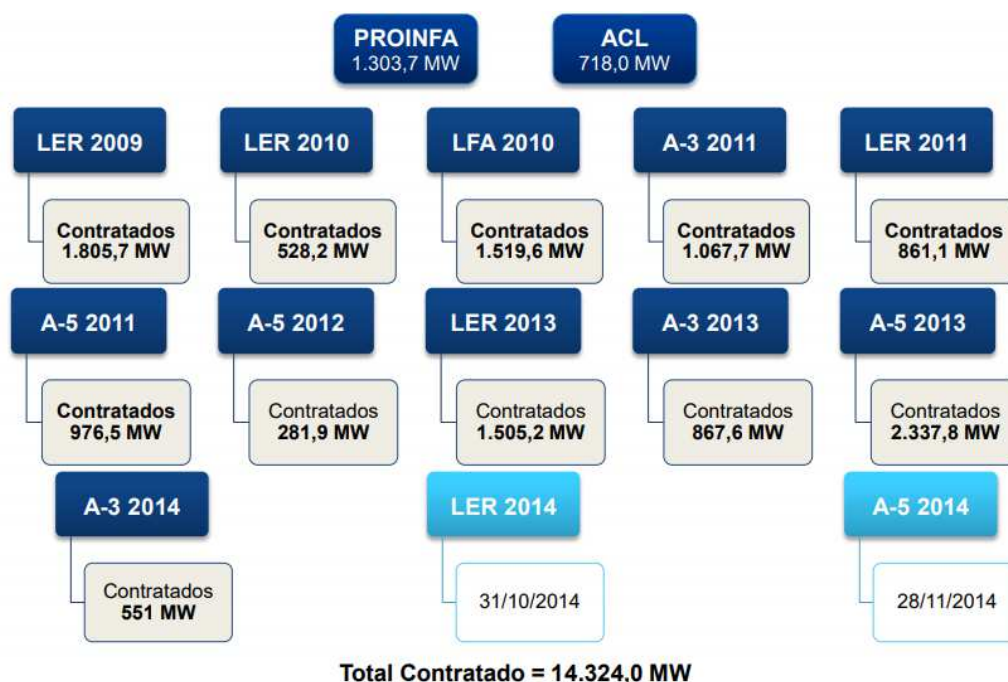 PROINFA
1.303,7 MW
ACL
718,0 MW
LER 2009
LER 2010
LFA 2010
A-3 2011
LER 2011
Contratados
1.805,7 MW
Contratados
528,2 MW
Contratados
1.519,6 MW
Contratados
1.067,7 MW
Contratados
861,1 MW
A-5 2011
A-5 2012
LER 2013
A-3 2013
A-5 2013
Contratados
976,5 MW
Contratados
281,9 MW
Contratados
1.505,2 MW
Contratados
867,6 MW
Contratados
2.337,8 MW
A-3 2014
LER 2014
A-5 2014
Contratados
551 MW
31/10/2014
28/11/2014
Total Contratado = 14.324,0 MW